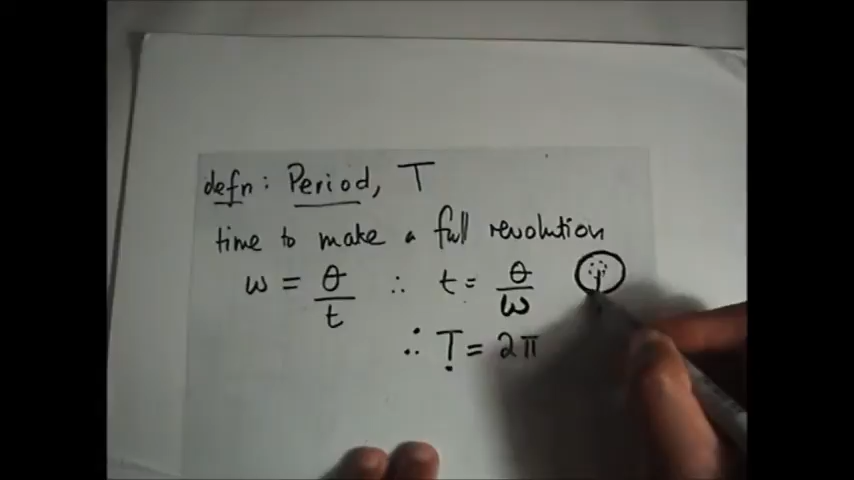 defn: Period, T
time to make a full revolution
ω = θ/t ∴ t = θ/ω
∴ T = 2π